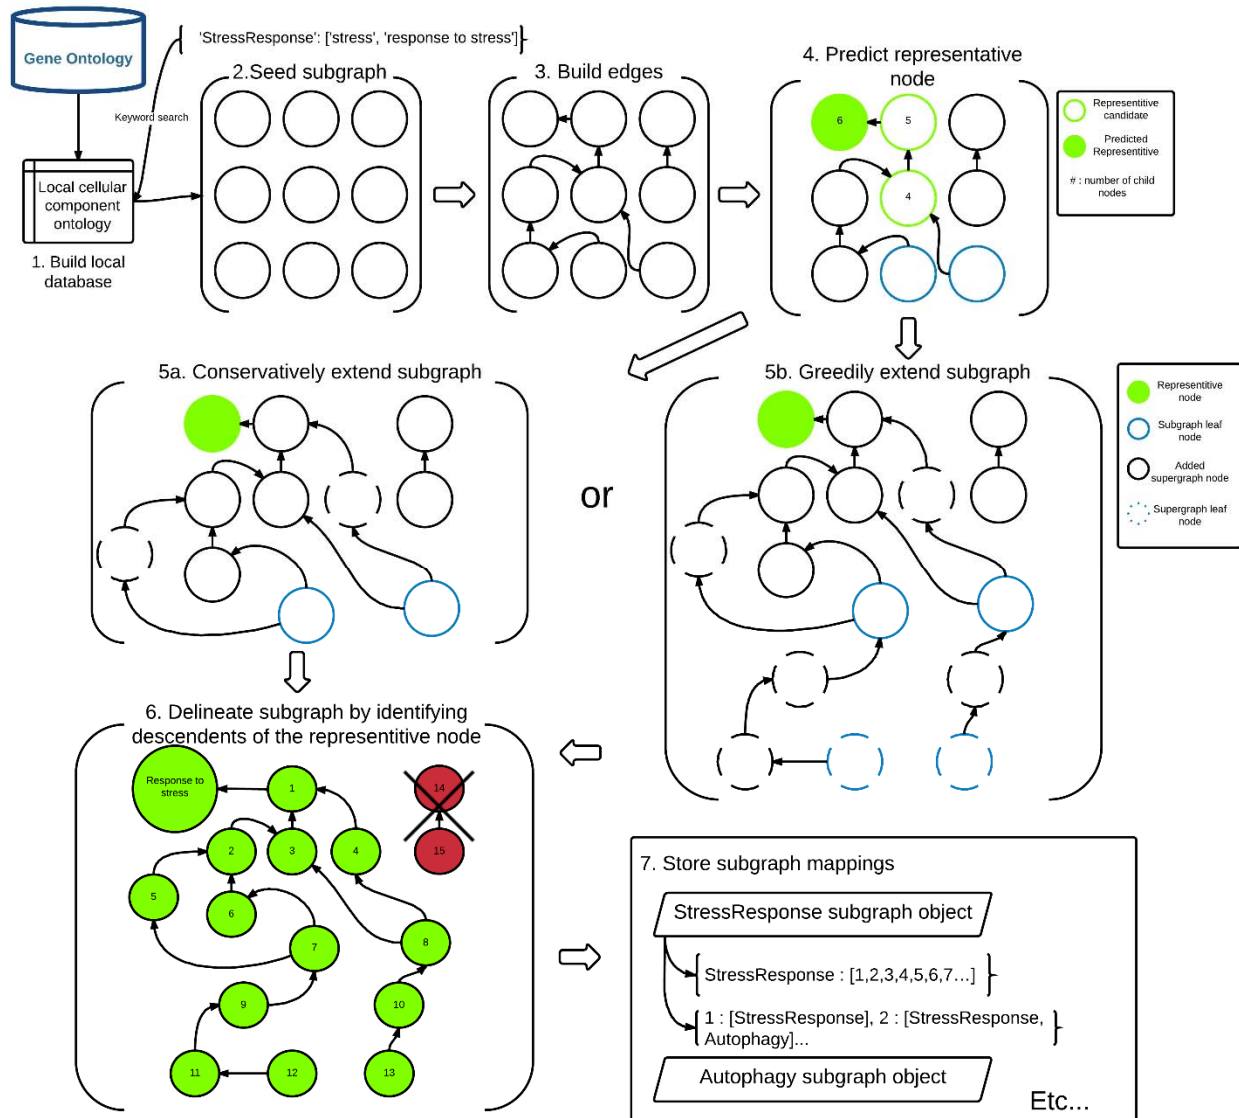 Gene Ontology
'StressResponse': ['stress', 'response to stress']
Keyword search
Local cellular
component
ontology
1. Build local
database
2.Seed subgraph
3. Build edges
4. Predict representative
node
6
5
4
Representitive
candidate
Predicted
Representitive
# : number of child
nodes
5a. Conservatively extend subgraph
or
5b. Greedily extend subgraph
Representitive
node
Subgraph leaf
node
Added
supergraph node
Supergraph leaf
node
6. Delineate subgraph by identifying
descendents of the representitive node
Response to
stress
1
14
2
3
4
15
5
6
7
8
9
10
11
12
13
7. Store subgraph mappings
StressResponse subgraph object
StressResponse : [1,2,3,4,5,6,7…]
1 : [StressResponse], 2 : [StressResponse,
Autophagy]...
Autophagy subgraph object
Etc...